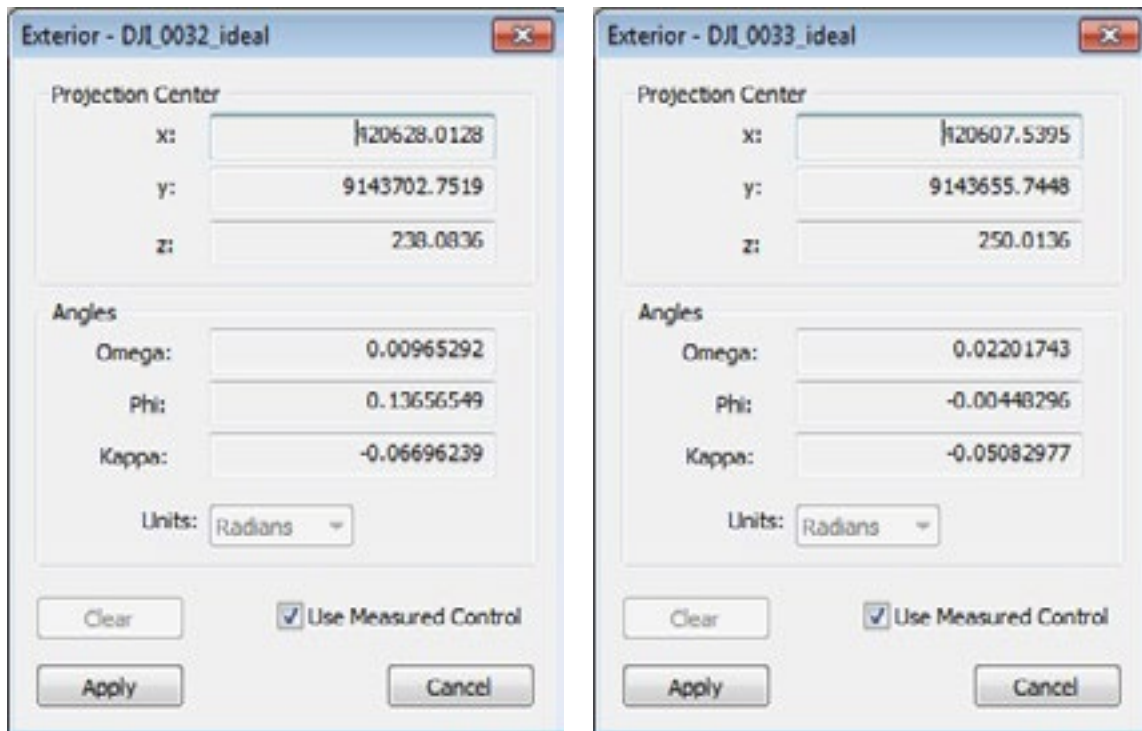 Exterior - DJI_0032_ideal
Projection Center
x: 420628.0128
y: 9143702.7519
z: 238.0836
Angles
Omega: 0.00965292
Phi: 0.13656549
Kappa: -0.06696239
Units: Radians
Clear Use Measured Control
Apply Cancel
Exterior - DJI_0033_ideal
Projection Center
x: 420607.5395
y: 9143655.7448
z: 250.0136
Angles
Omega: 0.02201743
Phi: -0.00448296
Kappa: -0.05082977
Units: Radians
Clear Use Measured Control
Apply Cancel